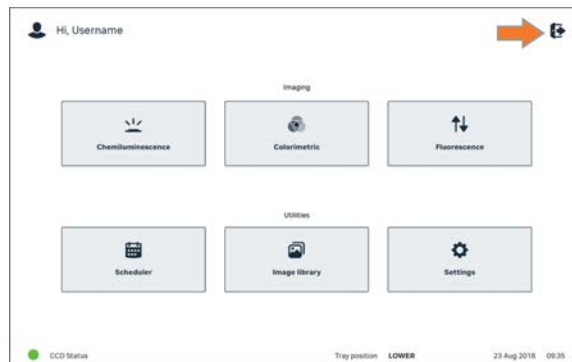 Hi, Username
Imaging
Chemiluminescence Colorimetric Fluorescence
Utilities
Scheduler Image library Settings
CCD Status Tray position LOWER 23 Aug 2018 09:35